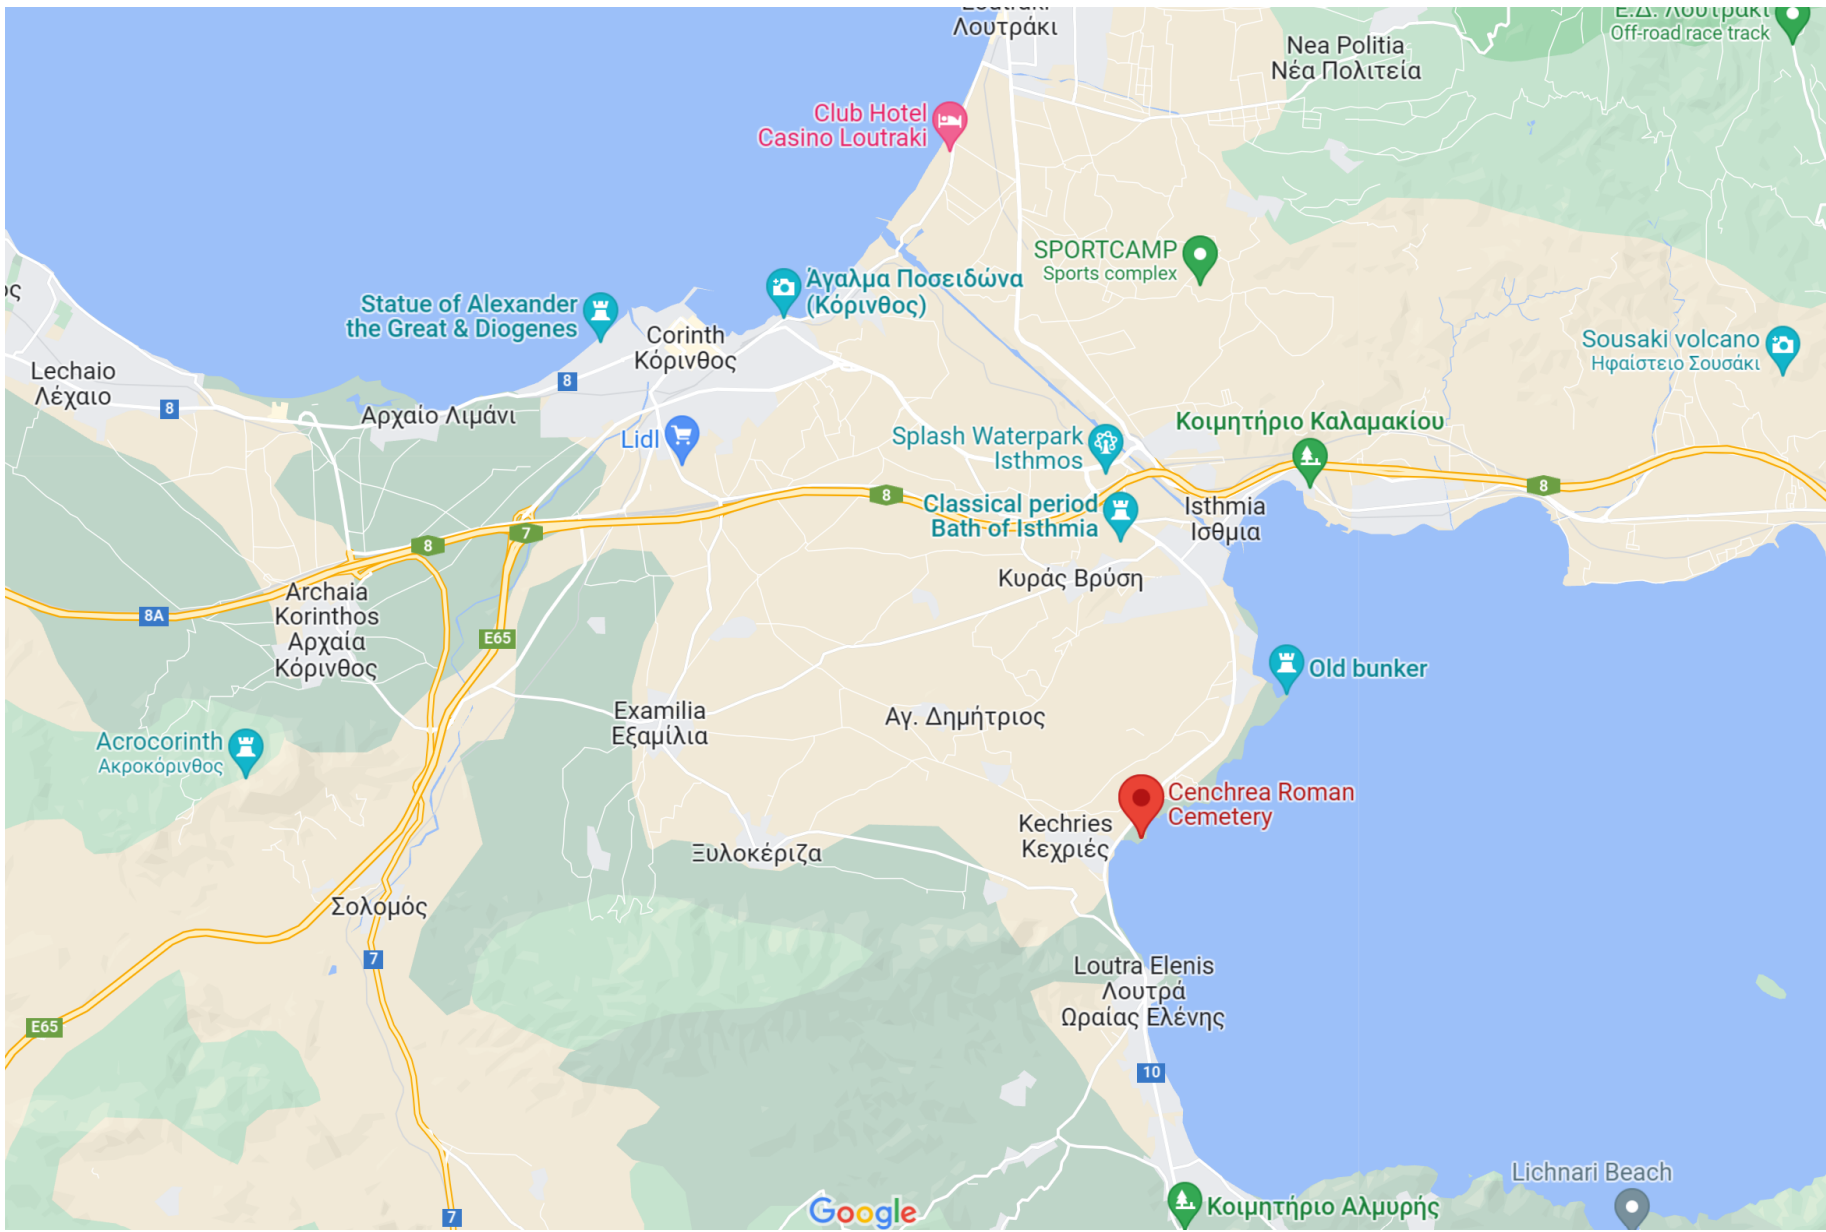 Loutraki
Λουτράκι
Nea Politia
Νέα Πολιτεία
Ε.Δ. Λουτράκι
Off-road race track
Club Hotel
Casino Loutraki
SPORTCAMP
Sports complex
Άγαλμα Ποσειδώνα
(Κόρινθος)
Statue of Alexander
the Great & Diogenes
Corinth
Κόρινθος
Sousaki volcano
Ηφαίστειο Σουσάκι
Lechaio
Λέχαιο
8
8
Αρχαίο Λιμάνι
Lidl
Splash Waterpark
Isthmos
Κοιμητήριο Καλαμακίου
8
8
Classical period
Bath of Isthmia
Isthmia
Ισθμια
8
7
Κυράς Βρύση
Archaia
Korinthos
Αρχαία
Κόρινθος
8A
E65
Old bunker
Examilia
Εξαμίλια
Αγ. Δημήτριος
Acrocorinth
Ακροκόρινθος
Cenchrea Roman
Cemetery
Kechries
Κεχριές
Ξυλοκέριζα
Σολομός
7
Loutra Elenis
Λουτρά
Ωραίας Ελένης
E65
10
Lichnari Beach
Κοιμητήριο Αλμυρής
7
Google